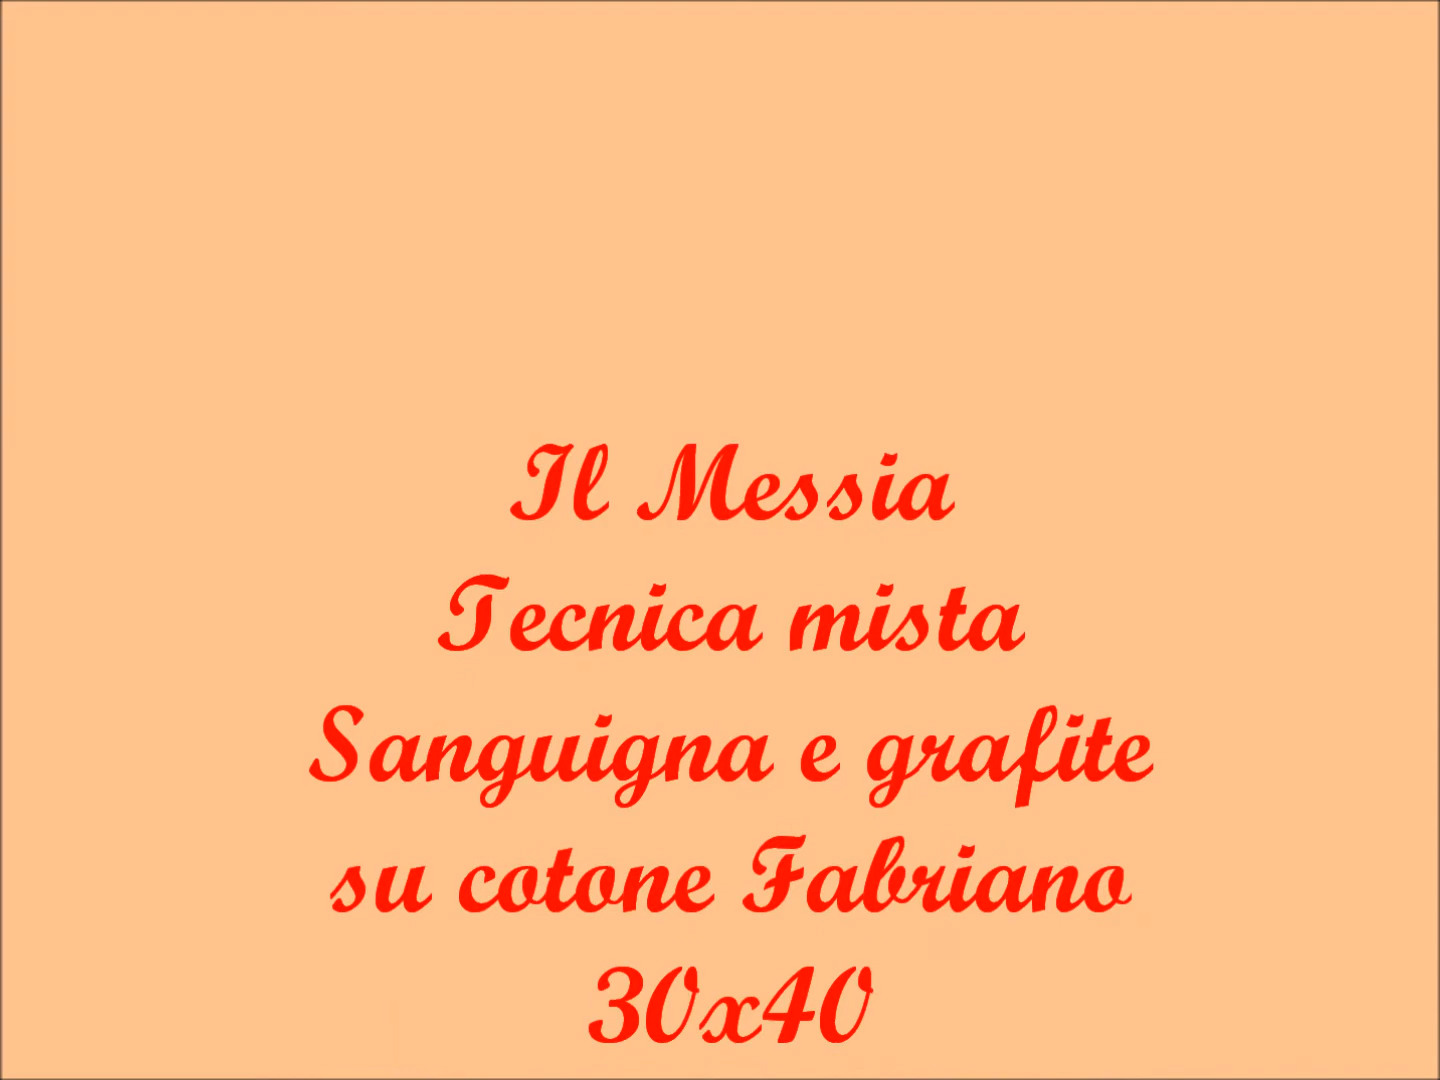 Il Messia
Tecnica mista
Sanguigna e grafite
su cotone Fabriano
30x40